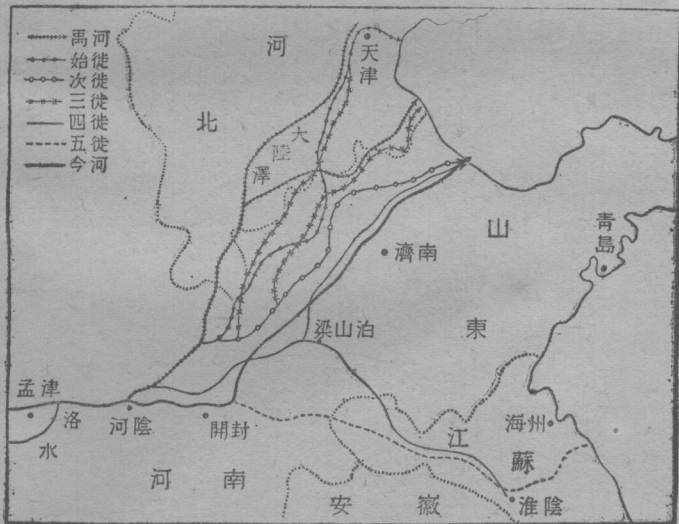 禹河
始徙
次徙
三徙
四徙
五徙
今河
河北
天津
大陸澤
山東
青島
濟南
梁山泊
孟津
洛水
河陰
開封
河南
江蘇
海州
安徽
淮陰